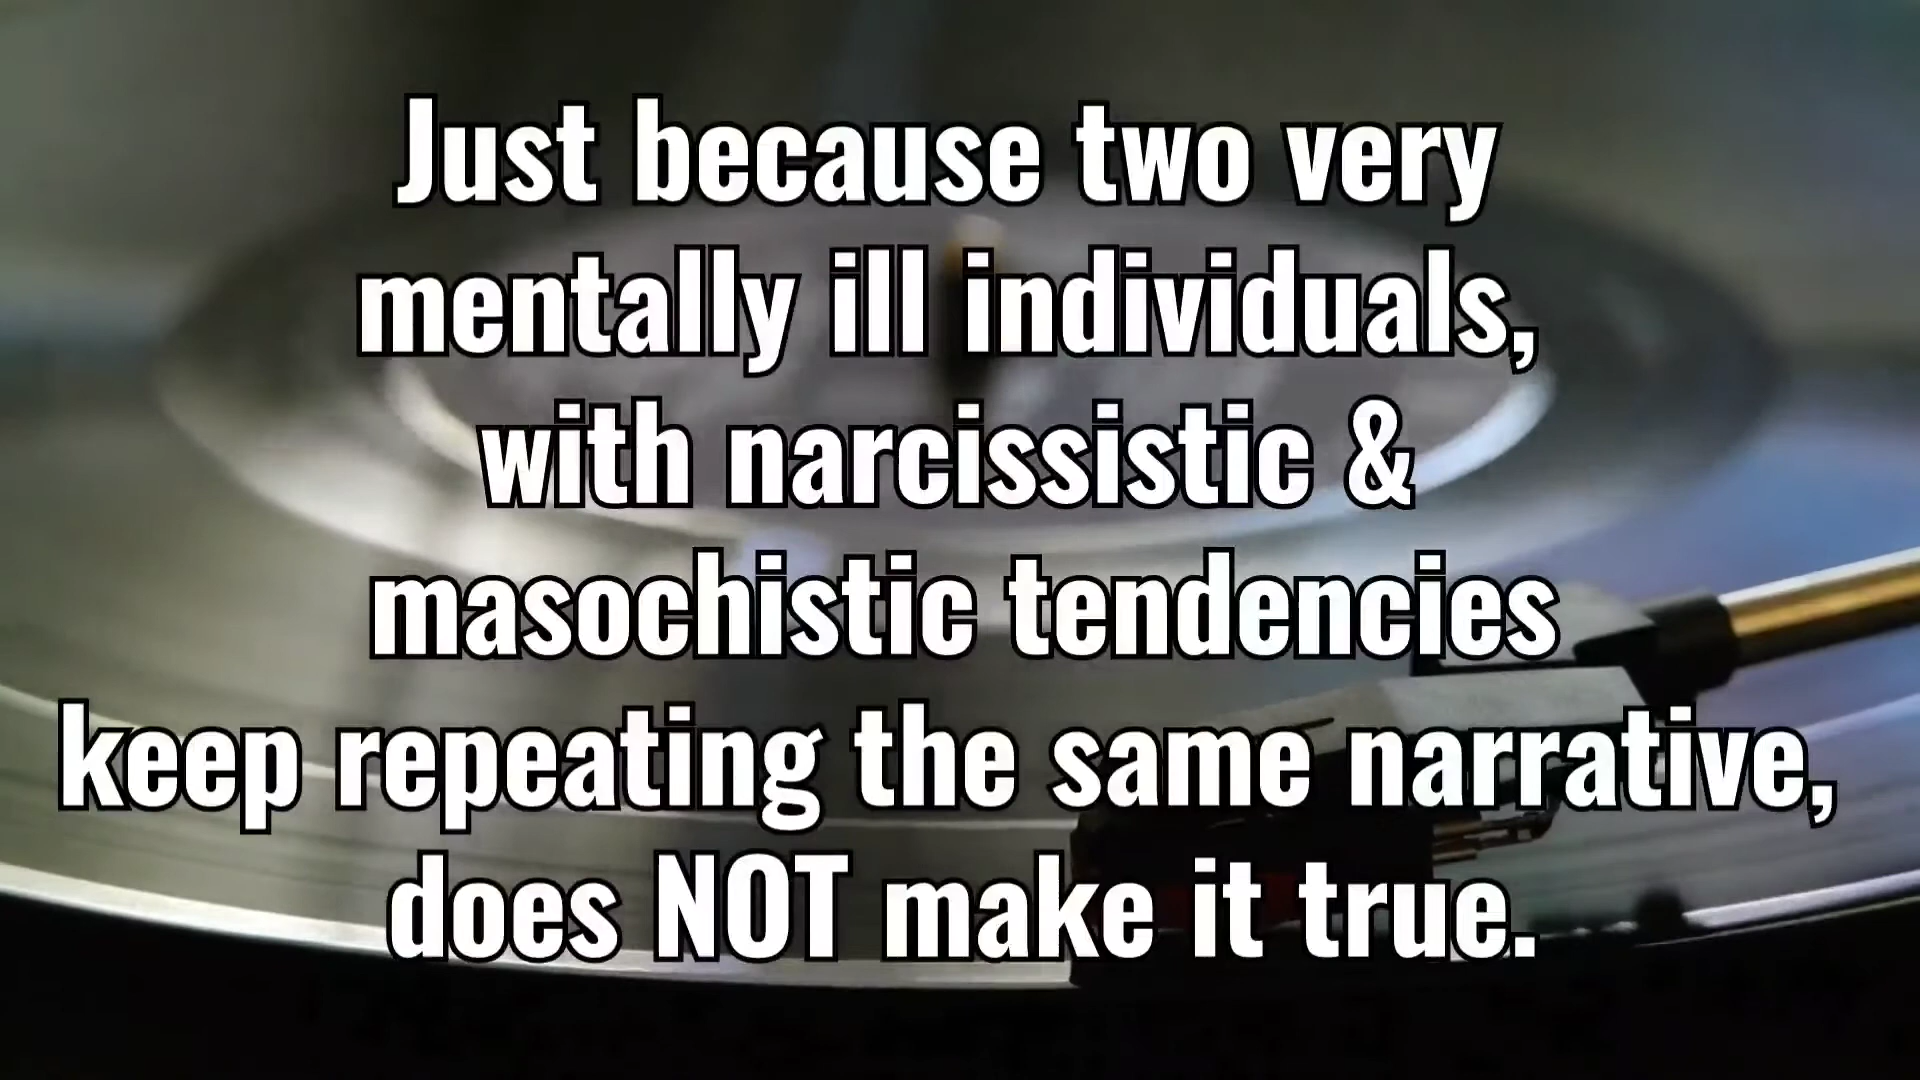 Just because two very
mentally ill individuals,
with narcissistic &
masochistic tendencies
keep repeating the same narrative,
does NOT make it true.